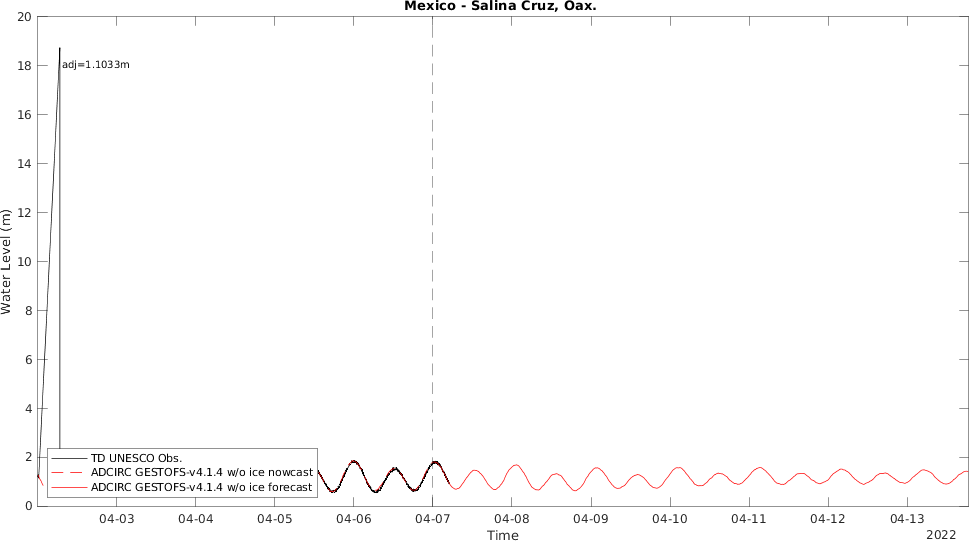 Mexico - Salina Cruz, Oax.
20
18
16
14
12
10
8
6
4
2
0
Water Level (m)
adj=1.1033m
TD UNESCO Obs.
ADCIRC GESTOFS-v4.1.4 w/o ice nowcast
ADCIRC GESTOFS-v4.1.4 w/o ice forecast
04-03 04-04 04-05 04-06 04-07 04-08 04-09 04-10 04-11 04-12 04-13
Time
2022